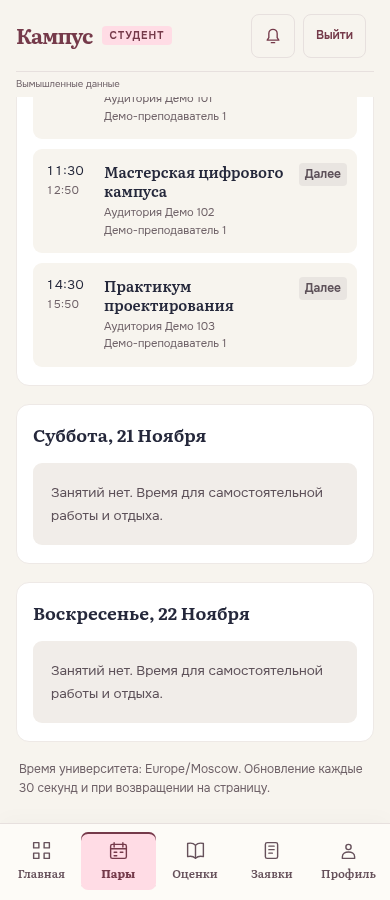 Кампус СТУДЕНТ Выйти
Вымышленные данные
Аудитория Демо 101
Демо-преподаватель 1
11:30 Мастерская цифрового Далее
12:50 кампуса
Аудитория Демо 102
Демо-преподаватель 1
14:30 Практикум Далее
15:50 проектирования
Аудитория Демо 103
Демо-преподаватель 1
Суббота, 21 Ноября
Занятий нет. Время для самостоятельной
работы и отдыха.
Воскресенье, 22 Ноября
Занятий нет. Время для самостоятельной
работы и отдыха.
Время университета: Europe/Moscow. Обновление каждые
30 секунд и при возвращении на страницу.
Главная Пары Оценки Заявки Профиль